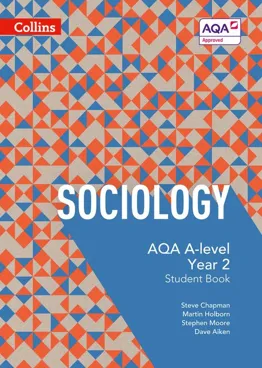 Collins
AQA
Approved
SOCIOLOGY
AQA A-level
Year 2
Student Book
Steve Chapman
Martin Holborn
Stephen Moore
Dave Aiken